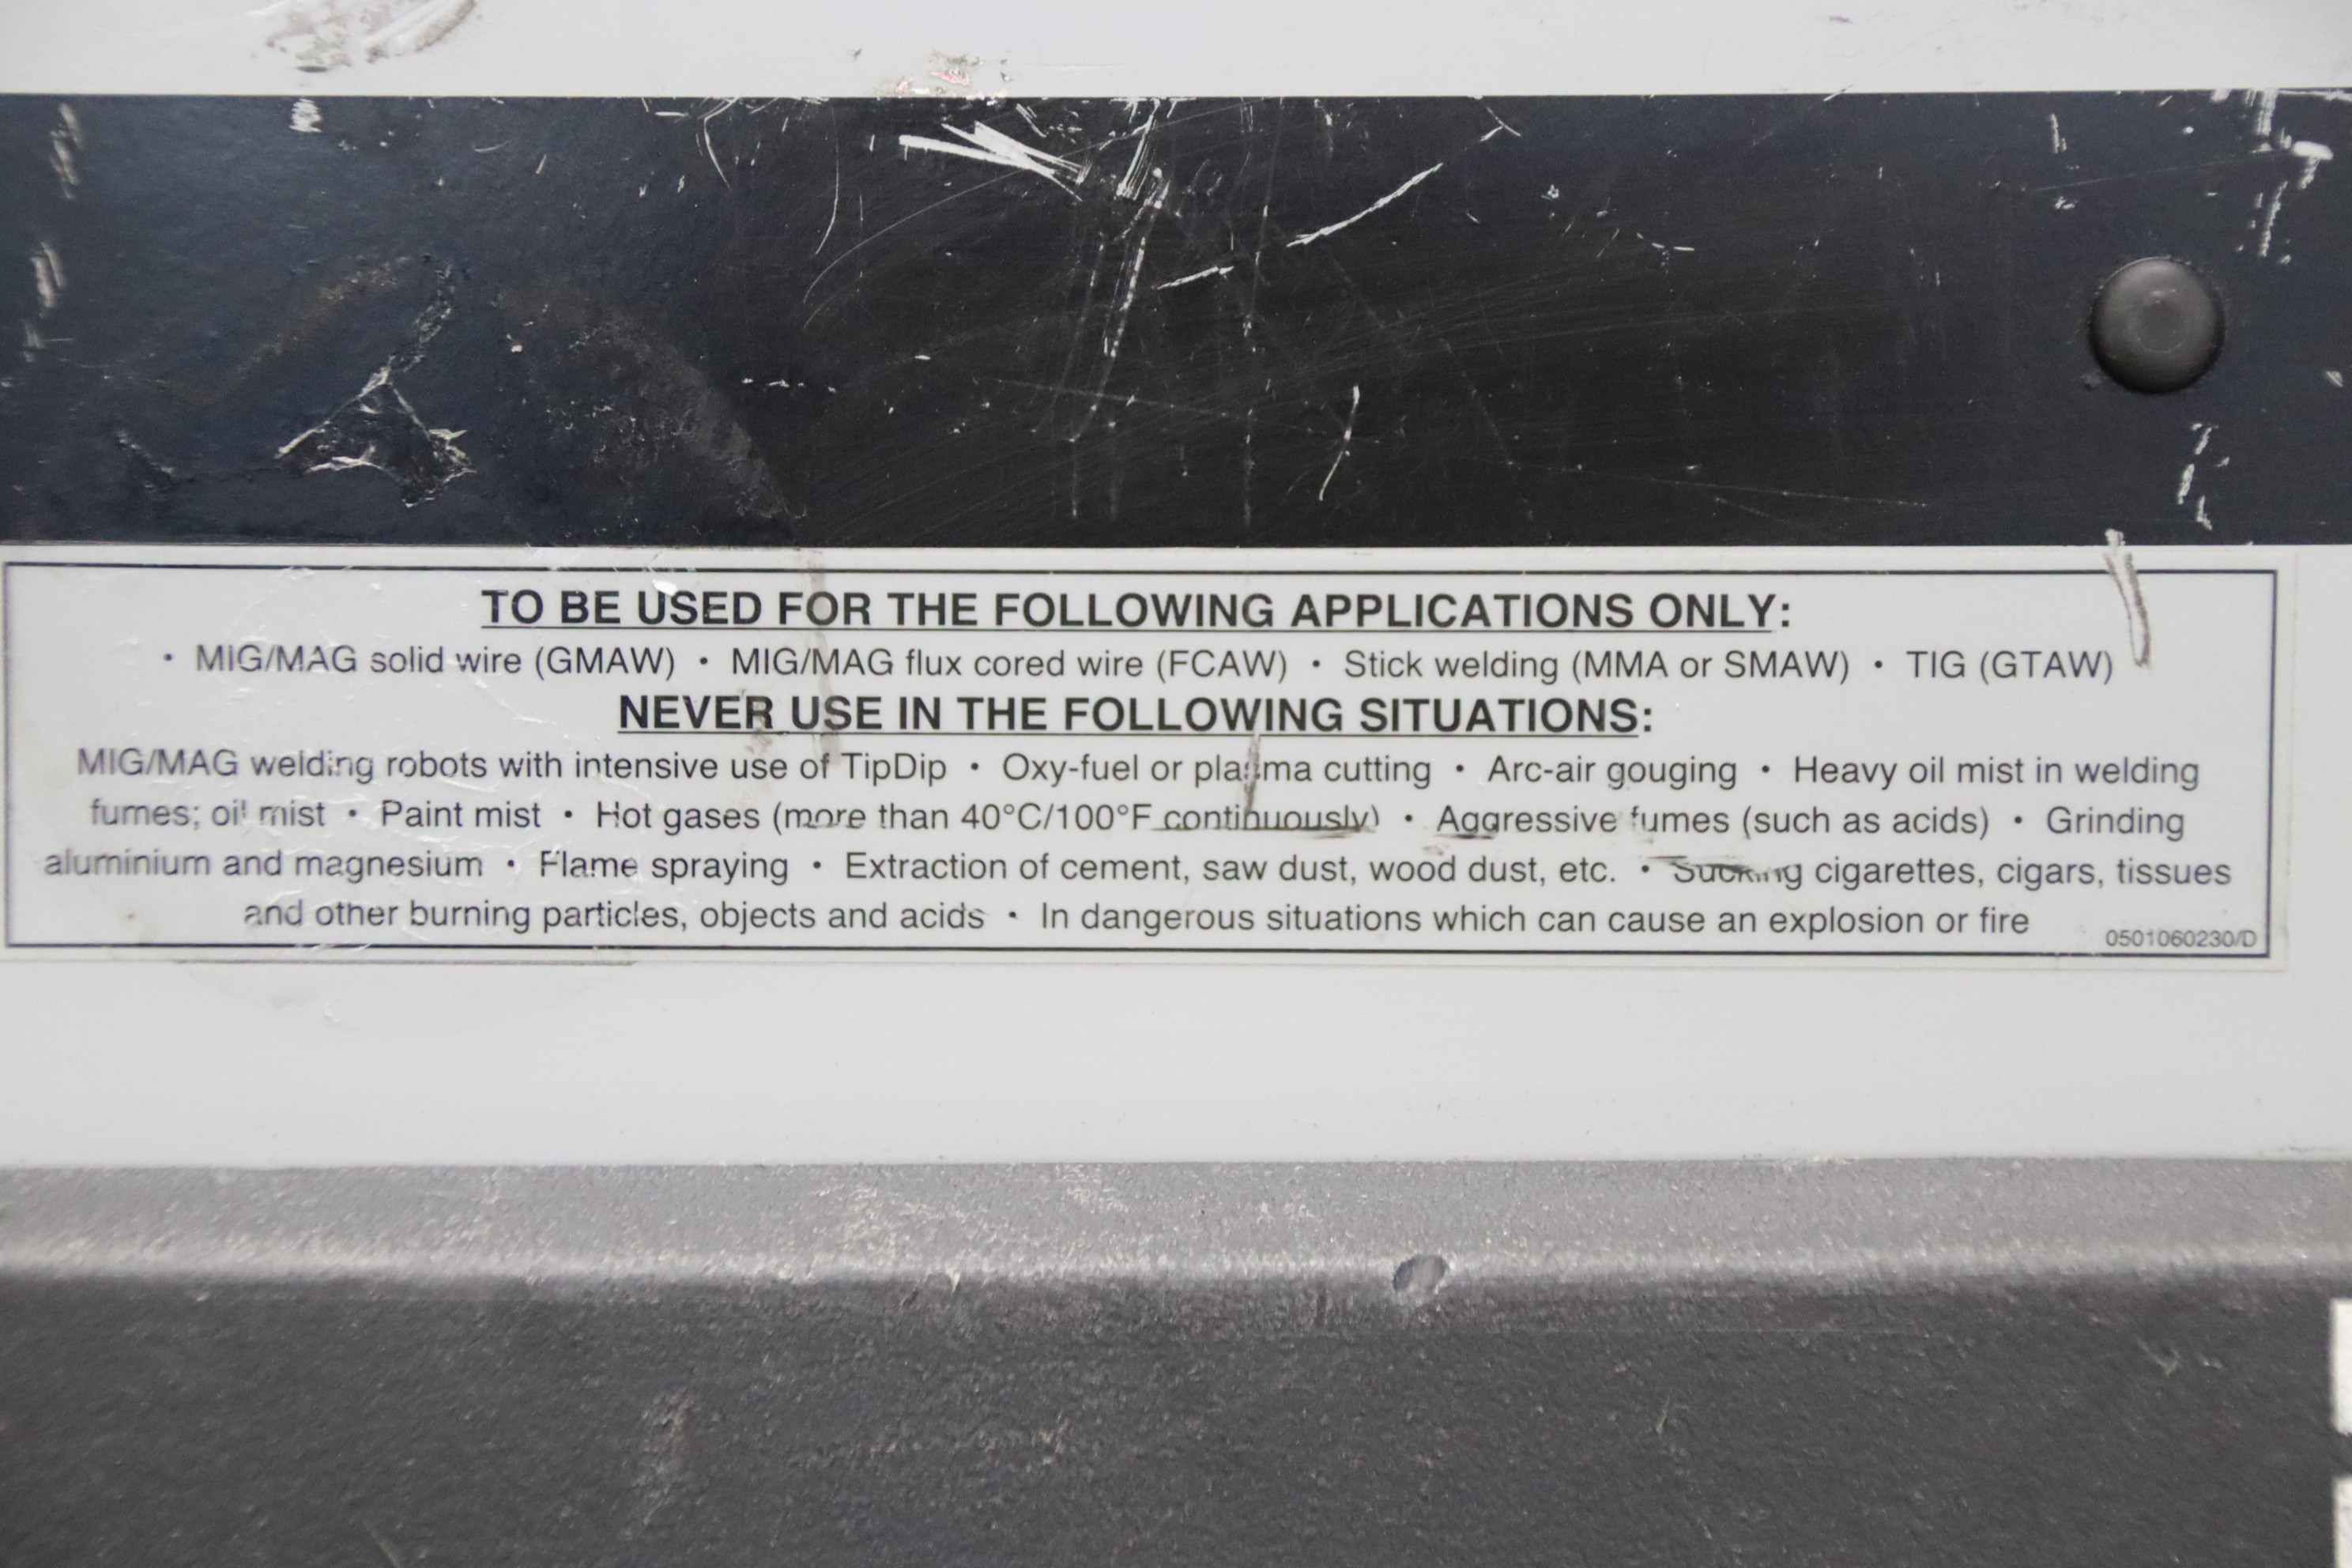 TO BE USED FOR THE FOLLOWING APPLICATIONS ONLY:
• MIG/MAG solid wire (GMAW) • MIG/MAG flux cored wire (FCAW) • Stick welding (MMA or SMAW) • TIG (GTAW)
NEVER USE IN THE FOLLOWING SITUATIONS:
MIG/MAG welding robots with intensive use of TipDip • Oxy-fuel or plasma cutting • Arc-air gouging • Heavy oil mist in welding
fumes; oil mist • Paint mist • Hot gases (more than 40°C/100°F continuously) • Aggressive fumes (such as acids) • Grinding
aluminium and magnesium • Flame spraying • Extraction of cement, saw dust, wood dust, etc. • Sucking cigarettes, cigars, tissues
and other burning particles, objects and acids • In dangerous situations which can cause an explosion or fire
0501060230/D